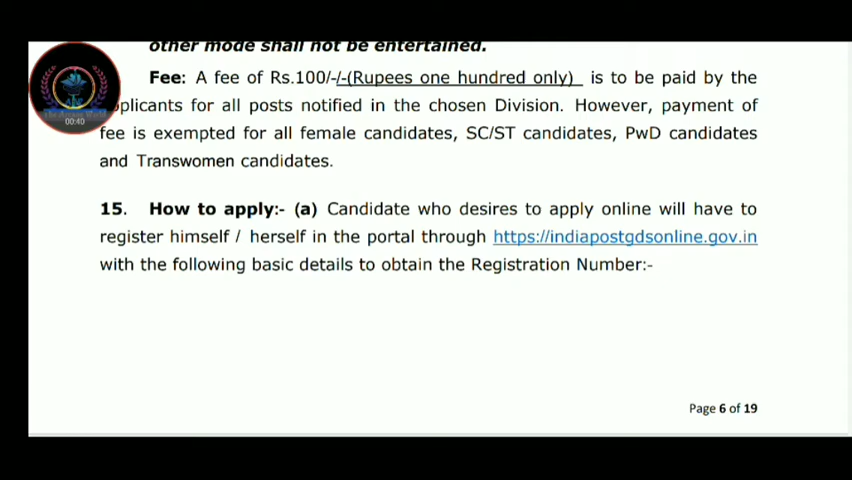 other mode shall not be entertained.
Fee: A fee of Rs.100/-/-(Rupees one hundred only) is to be paid by the
applicants for all posts notified in the chosen Division. However, payment of
fee is exempted for all female candidates, SC/ST candidates, PwD candidates
and Transwomen candidates.
15. How to apply:- (a) Candidate who desires to apply online will have to
register himself / herself in the portal through https://indiapostgdsonline.gov.in
with the following basic details to obtain the Registration Number:-
Page 6 of 19
00:40